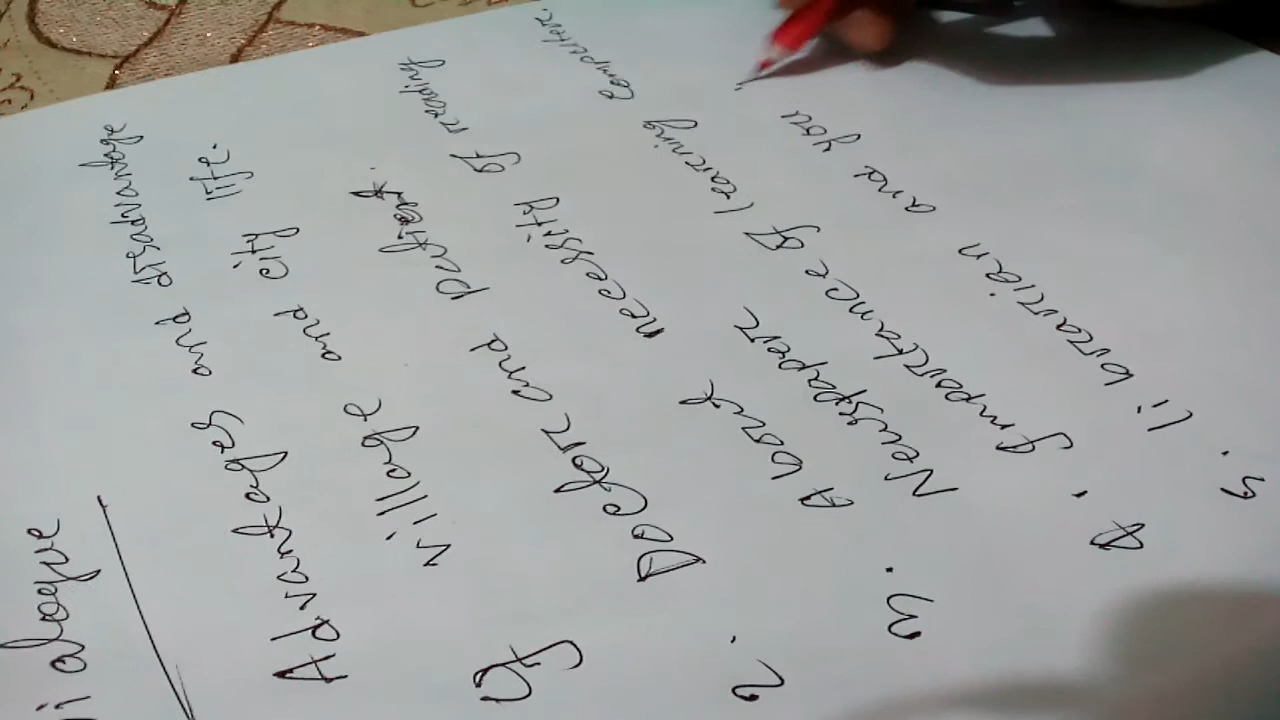 Dialogue
Advantages and disadvantage
of village and city life.
2. Doctor and patient.
3. About necessity of reading
Newspaper
4. Importance of learning Computer.
5. librarian and you